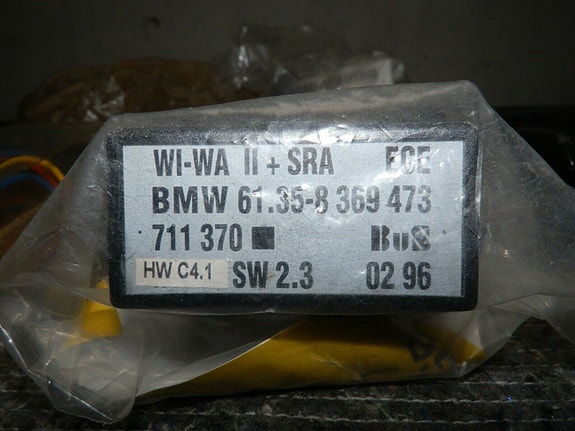 WI-WA II + SRA ECE
BMW 61.35-8 369 473
711 370 BuS
HW C4.1 SW 2.3 02 96